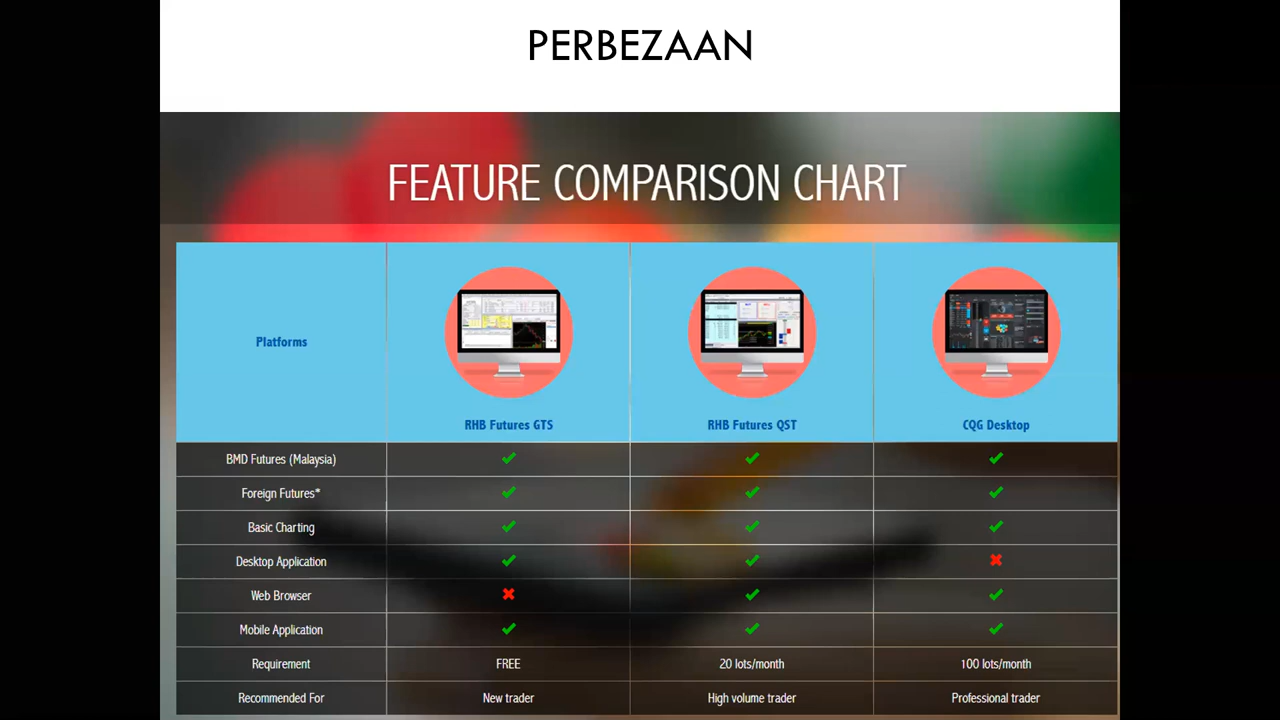 PERBEZAAN
FEATURE COMPARISON CHART
Platforms
RHB Futures GTS
RHB Futures QST
CQG Desktop
BMD Futures (Malaysia) ✔ ✔ ✔
Foreign Futures* ✔ ✔ ✔
Basic Charting ✔ ✔ ✔
Desktop Application ✔ ✔ ✖
Web Browser ✖ ✔ ✔
Mobile Application ✔ ✔ ✔
Requirement FREE 20 lots/month 100 lots/month
Recommended For New trader High volume trader Professional trader